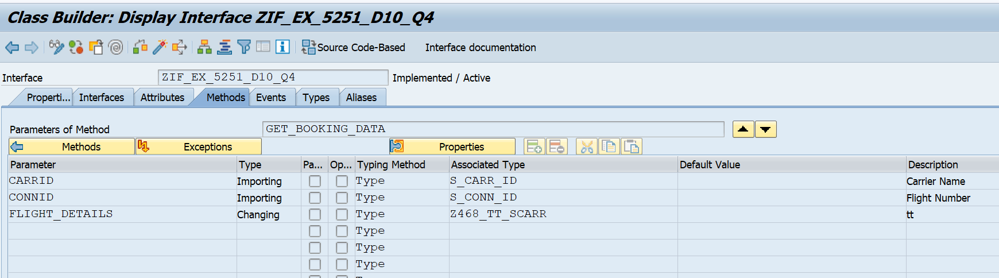 Class Builder: Display Interface ZIF_EX_5251_D10_Q4
Source Code-Based Interface documentation
Interface ZIF_EX_5251_D10_Q4 Implemented / Active
Properti... Interfaces Attributes Methods Events Types Aliases
Parameters of Method GET_BOOKING_DATA
Methods Exceptions Properties
Parameter Type Pa... Op... Typing Method Associated Type Default Value Description
CARRID Importing Type S_CARR_ID Carrier Name
CONNID Importing Type S_CONN_ID Flight Number
FLIGHT_DETAILS Changing Type Z468_TT_SCARR tt
Type
Type
Type